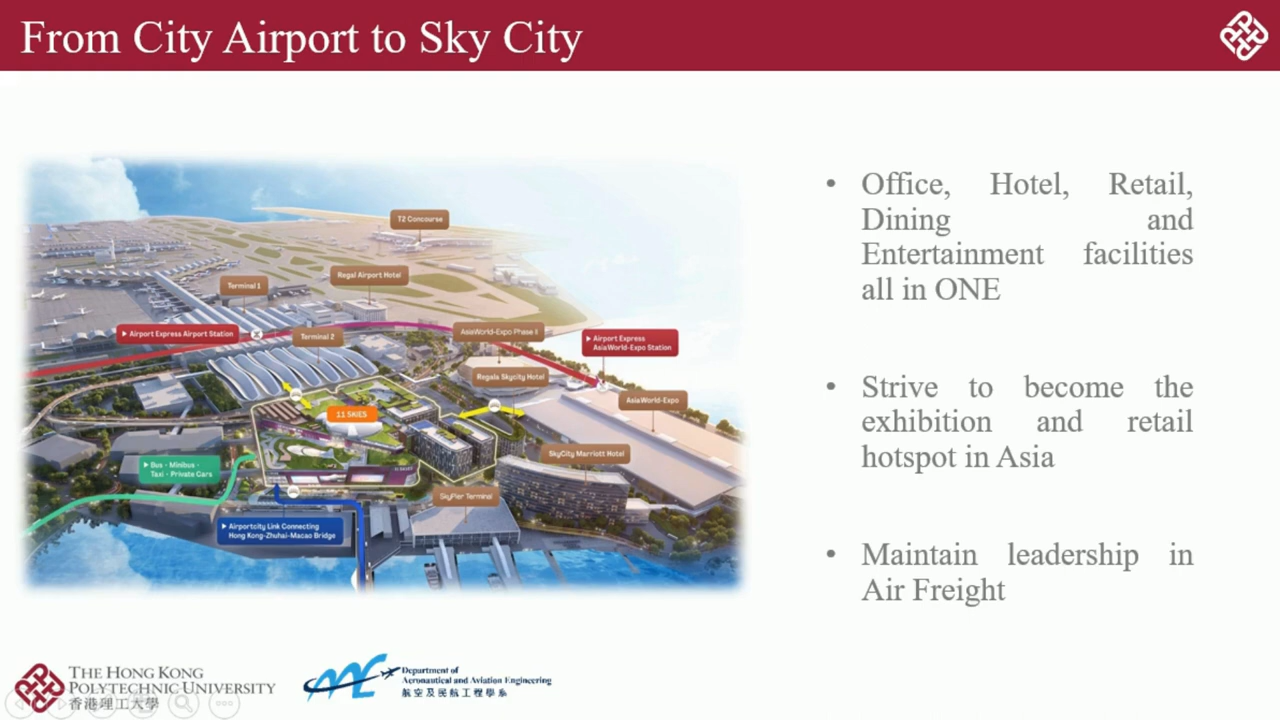 From City Airport to Sky City
T2 Concourse
Regal Airport Hotel
Terminal 1
Airport Express Airport Station
Terminal 2
AsiaWorld-Expo Phase II
Airport Express
AsiaWorld-Expo Station
Regala Skycity Hotel
AsiaWorld-Expo
11 SKIES
SkyCity Marriott Hotel
Bus · Minibus ·
Taxi · Private Cars
11 SKIES
SkyPier Terminal
Airportcity Link Connecting
Hong Kong-Zhuhai-Macao Bridge
• Office, Hotel, Retail,
Dining and
Entertainment facilities
all in ONE
• Strive to become the
exhibition and retail
hotspot in Asia
• Maintain leadership in
Air Freight
THE HONG KONG
POLYTECHNIC UNIVERSITY
香港理工大學
Department of
Aeronautical and Aviation Engineering
航空及民航工程學系